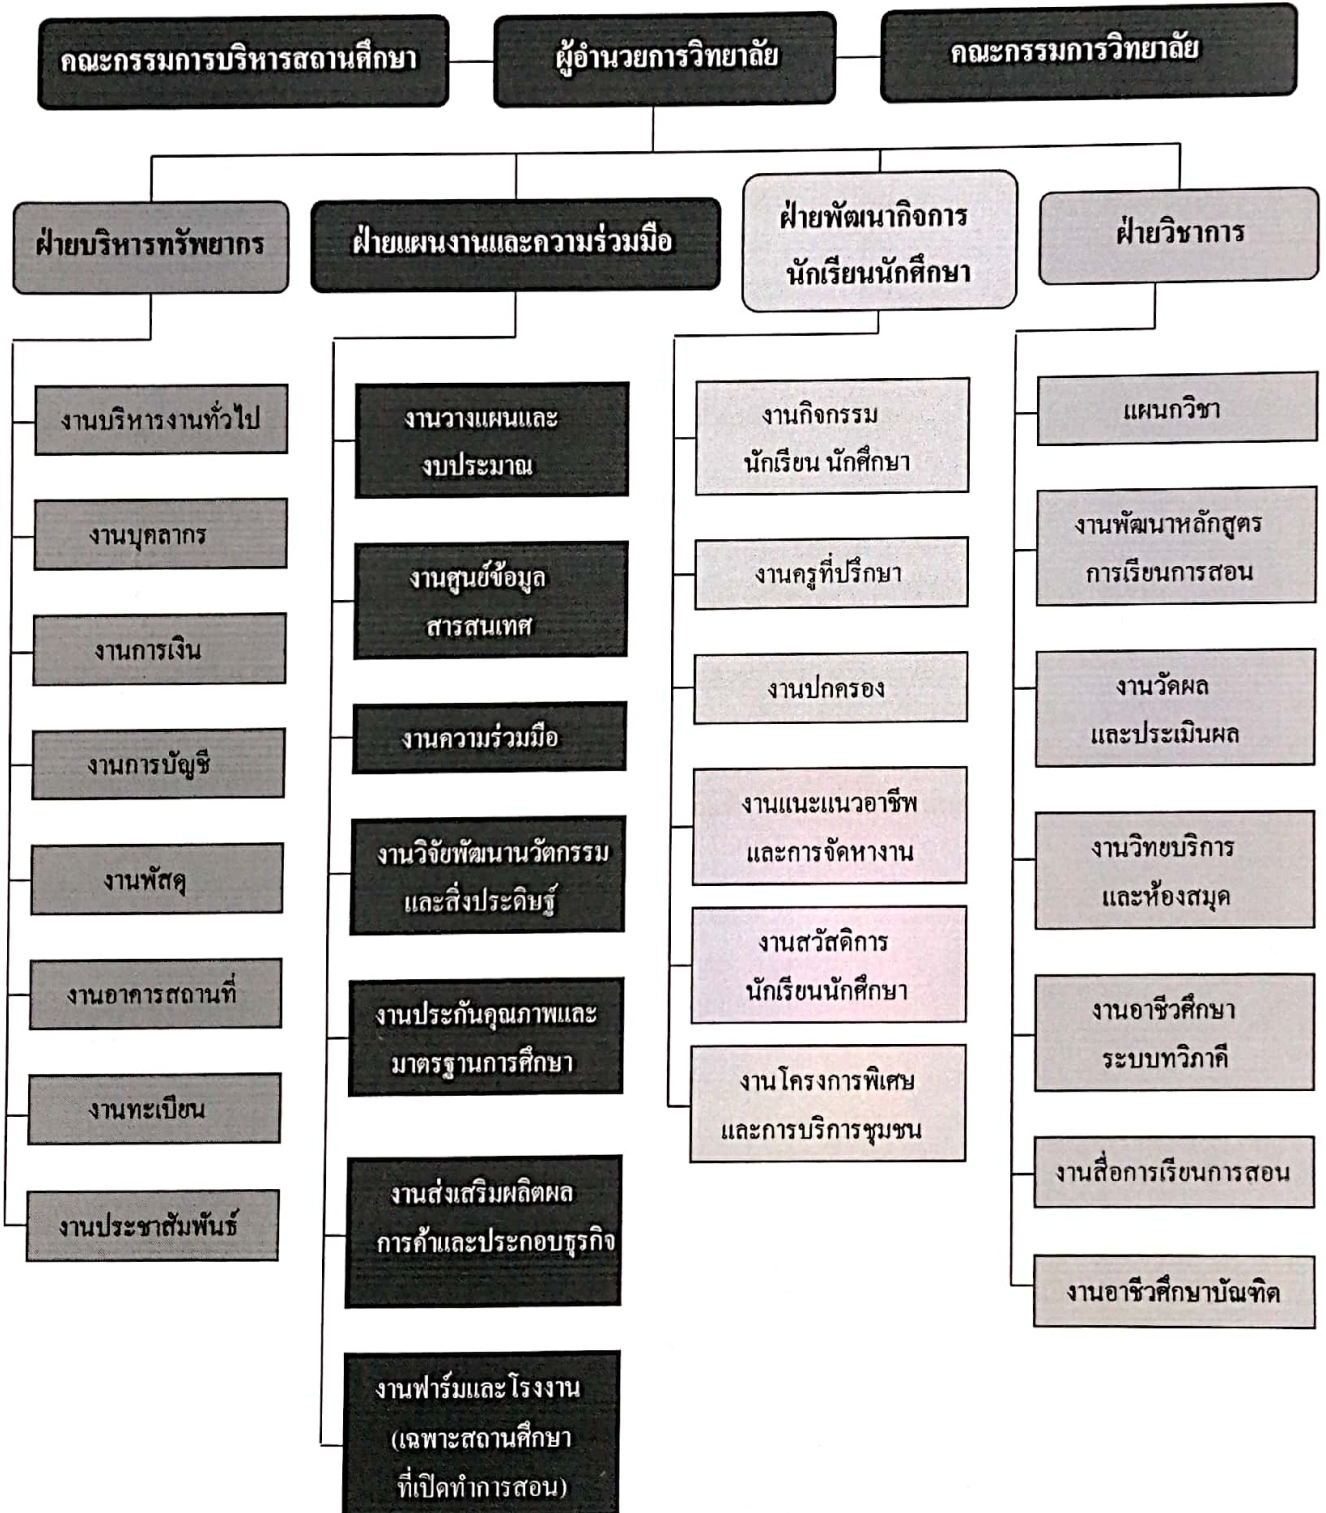 คณะกรรมการบริหารสถานศึกษา
ผู้อำนวยการวิทยาลัย
คณะกรรมการวิทยาลัย
ฝ่ายบริหารทรัพยากร
ฝ่ายแผนงานและความร่วมมือ
ฝ่ายพัฒนากิจการ
นักเรียนนักศึกษา
ฝ่ายวิชาการ
งานบริหารงานทั่วไป
งานบุคลากร
งานการเงิน
งานการบัญชี
งานพัสดุ
งานอาคารสถานที่
งานทะเบียน
งานประชาสัมพันธ์
งานวางแผนและ
งบประมาณ
งานศูนย์ข้อมูล
สารสนเทศ
งานความร่วมมือ
งานวิจัยพัฒนานวัตกรรม
และสิ่งประดิษฐ์
งานประกันคุณภาพและ
มาตรฐานการศึกษา
งานส่งเสริมผลิตผล
การค้าและประกอบธุรกิจ
งานฟาร์มและโรงงาน
(เฉพาะสถานศึกษา
ที่เปิดทำการสอน)
งานกิจกรรม
นักเรียน นักศึกษา
งานครูที่ปรึกษา
งานปกครอง
งานแนะแนวอาชีพ
และการจัดหางาน
งานสวัสดิการ
นักเรียนนักศึกษา
งานโครงการพิเศษ
และการบริการชุมชน
แผนกวิชา
งานพัฒนาหลักสูตร
การเรียนการสอน
งานวัดผล
และประเมินผล
งานวิทยบริการ
และห้องสมุด
งานอาชีวศึกษา
ระบบทวิภาคี
งานสื่อการเรียนการสอน
งานอาชีวศึกษาบัณฑิต